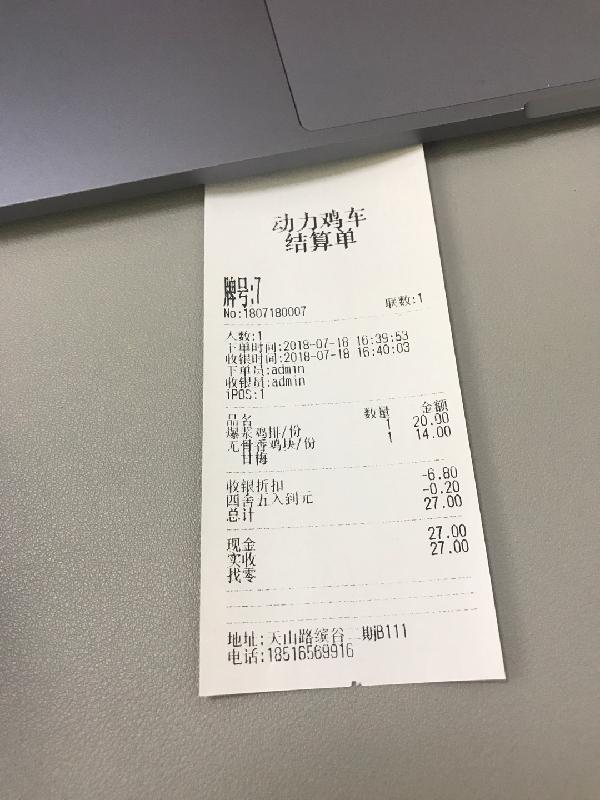 动力鸡车
结算单
牌号:7
No:1807180007 联数:1
人数:1
下单时间:2018-07-18 16:39:53
收银时间:2018-07-18 16:40:03
下单员:admin
收银员:admin
iPOS:1
品名 数量 金额
爆浆鸡排/份 1 20.00
无骨香鸡块/份 1 14.00
甘梅
收银折扣 -6.80
四舍五入到元 -0.20
总计 27.00
现金 27.00
实收 27.00
找零
地址:天山路缤谷二期B111
电话:18516569916